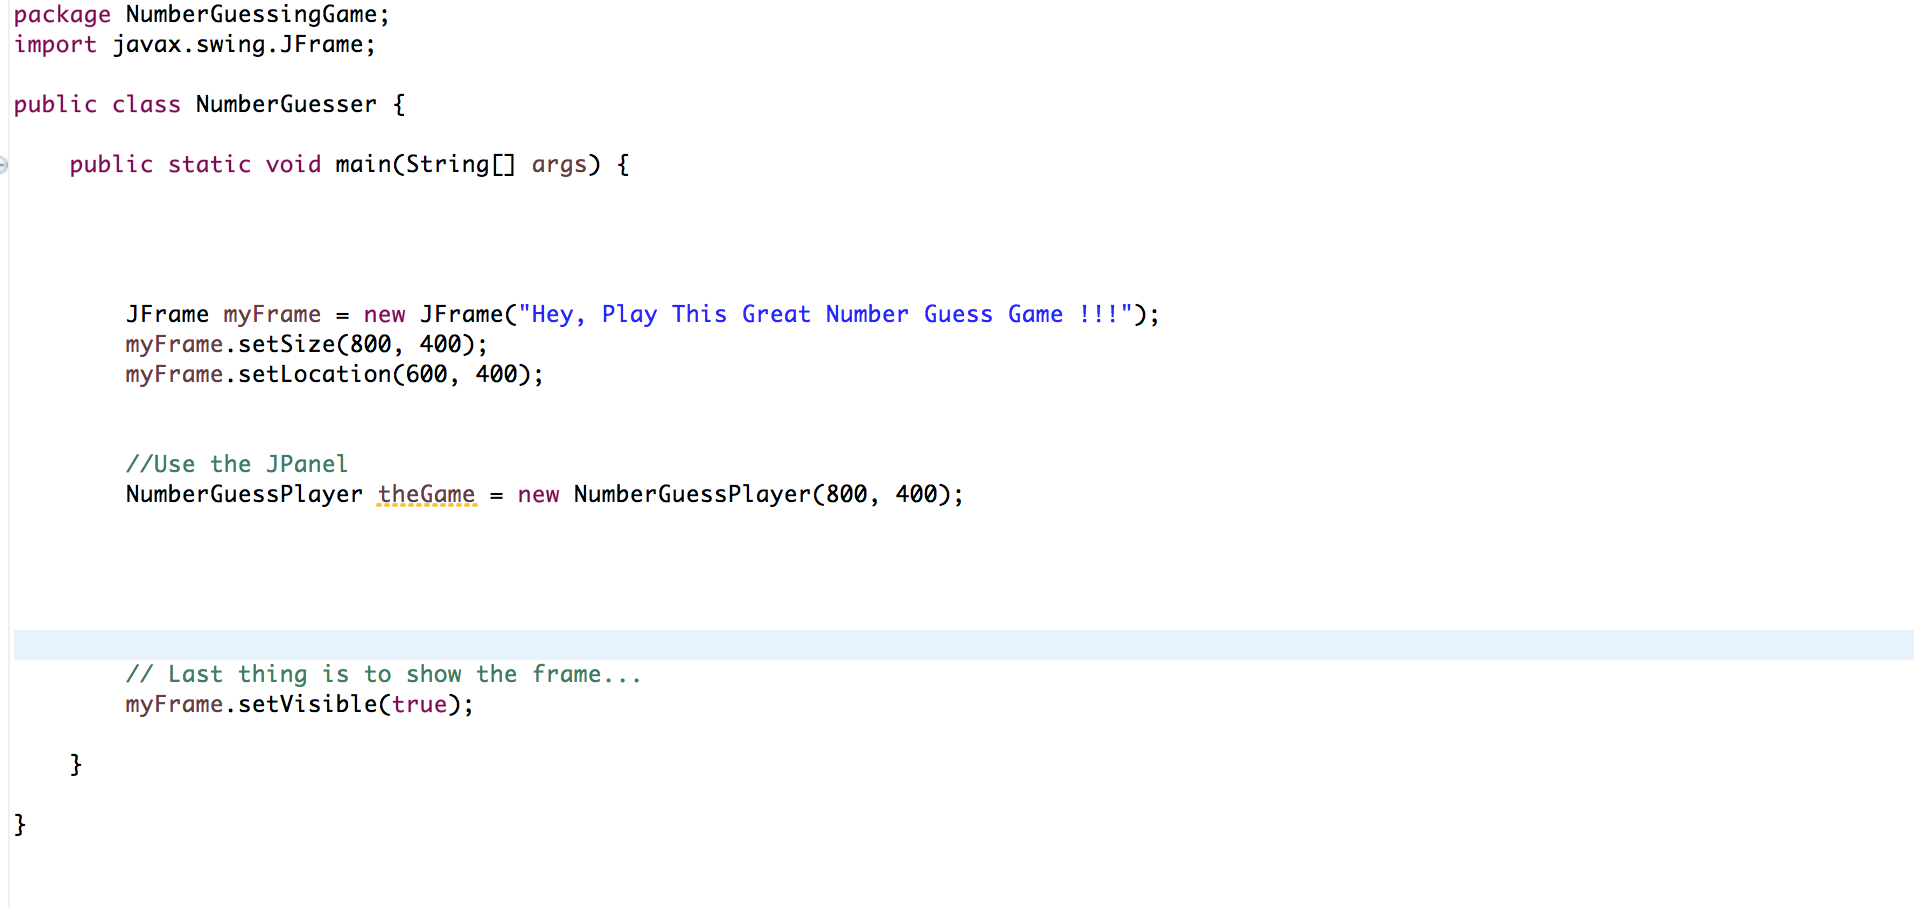 package NumberGuessingGame;
import javax.swing.JFrame;
public class NumberGuesser {
public static void main(String[] args) {
JFrame myFrame = new JFrame("Hey, Play This Great Number Guess Game !!!");
myFrame.setSize(800, 400);
myFrame.setLocation(600, 400);
//Use the JPanel
NumberGuessPlayer theGame = new NumberGuessPlayer(800, 400);
// Last thing is to show the frame...
myFrame.setVisible(true);
}
}